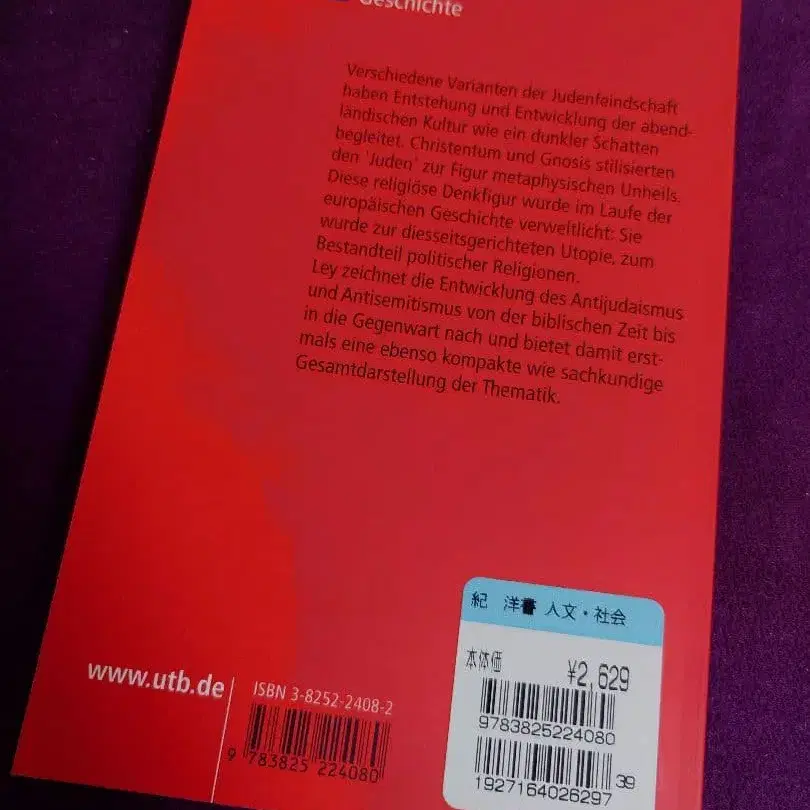 Geschichte
Verschiedene Varianten der Judenfeindschaft
haben Entstehung und Entwicklung der abend-
ländischen Kultur wie ein dunkler Schatten
begleitet. Christentum und Gnosis stilisierten
den 'Juden' zur Figur metaphysischen Unheils.
Diese religiöse Denkfigur wurde im Laufe der
europäischen Geschichte verweltlicht: Sie
wurde zur diesseitsgerichteten Utopie, zum
Bestandteil politischer Religionen.
Ley zeichnet die Entwicklung des Antijudaismus
und Antisemitismus von der biblischen Zeit bis
in die Gegenwart nach und bietet damit erst-
mals eine ebenso kompakte wie sachkundige
Gesamtdarstellung der Thematik.
紀 洋書 人文・社会
本体価 ¥2,629
9783825224080
39
1927164026297
www.utb.de
ISBN 3-8252-2408-2
9 783825 224080